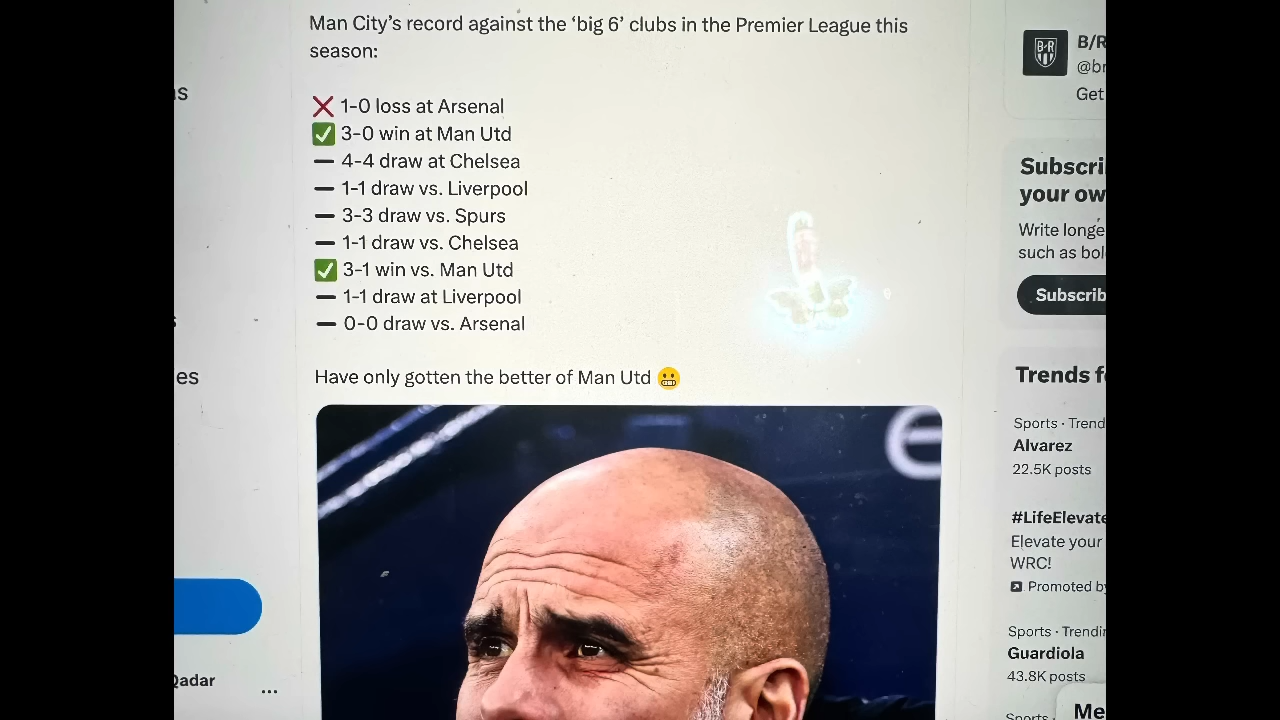 Man City's record against the 'big 6' clubs in the Premier League this
season:
❌ 1-0 loss at Arsenal
✅ 3-0 win at Man Utd
➖ 4-4 draw at Chelsea
➖ 1-1 draw vs. Liverpool
➖ 3-3 draw vs. Spurs
➖ 1-1 draw vs. Chelsea
✅ 3-1 win vs. Man Utd
➖ 1-1 draw at Liverpool
➖ 0-0 draw vs. Arsenal
Have only gotten the better of Man Utd 😬
es
Qadar
...
B/R
@br
Get
Subscri
your ow
Write longe
such as bol
Subscrib
Trends f
Sports · Trend
Alvarez
22.5K posts
#LifeElevate
Elevate your
WRC!
Promoted by
Sports · Trendin
Guardiola
43.8K posts
Sports
Me